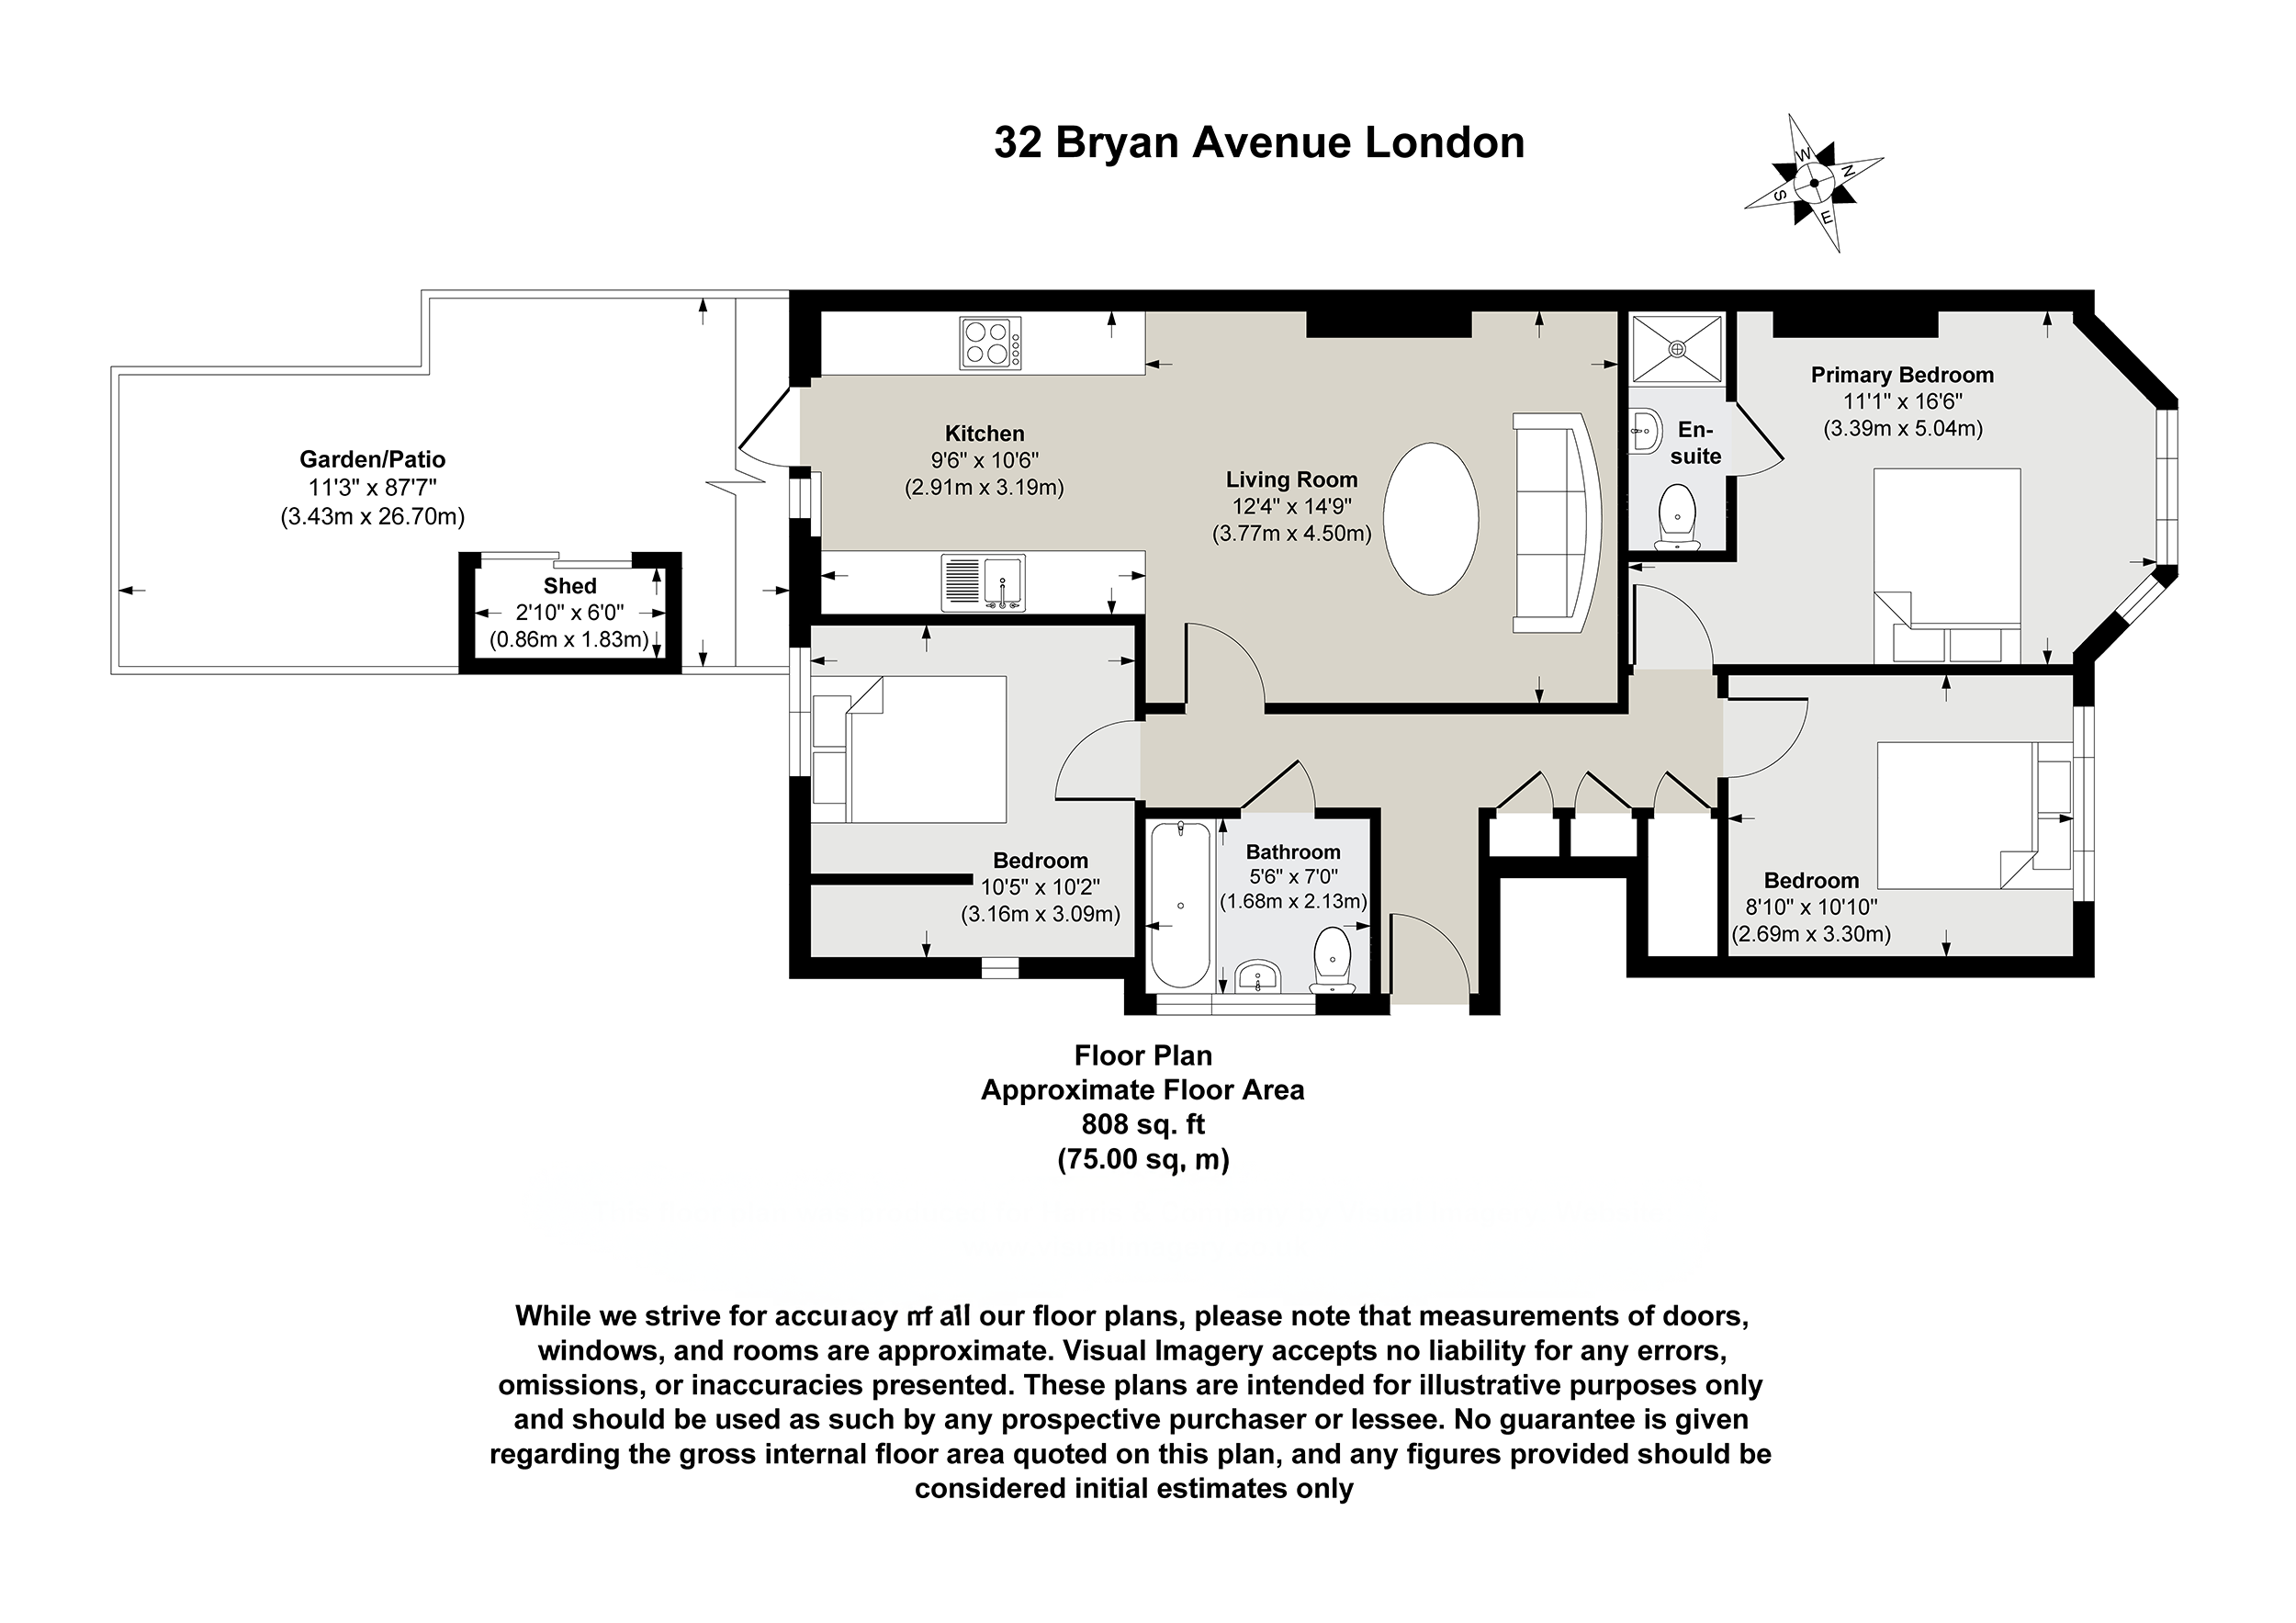 32 Bryan Avenue London
W
N
S
E
Primary Bedroom
11'1" x 16'6"
(3.39m x 5.04m)
Kitchen
9'6" x 10'6"
(2.91m x 3.19m)
En-
suite
Garden/Patio
11'3" x 87'7"
(3.43m x 26.70m)
Living Room
12'4" x 14'9"
(3.77m x 4.50m)
Shed
2'10" x 6'0"
(0.86m x 1.83m)
Bedroom
10'5" x 10'2"
(3.16m x 3.09m)
Bathroom
5'6" x 7'0"
(1.68m x 2.13m)
Bedroom
8'10" x 10'10"
(2.69m x 3.30m)
Floor Plan
Approximate Floor Area
808 sq. ft
(75.00 sq, m)
While we strive for all our floor plans, please note that measurements of doors,
windows, and rooms are approximate. Visual Imagery accepts no liability for any errors,
omissions, or inaccuracies presented. These plans are intended for illustrative purposes only
and should be used as such by any prospective purchaser or lessee. No guarantee is given
regarding the gross internal floor area quoted on this plan, and any figures provided should be
considered initial estimates only